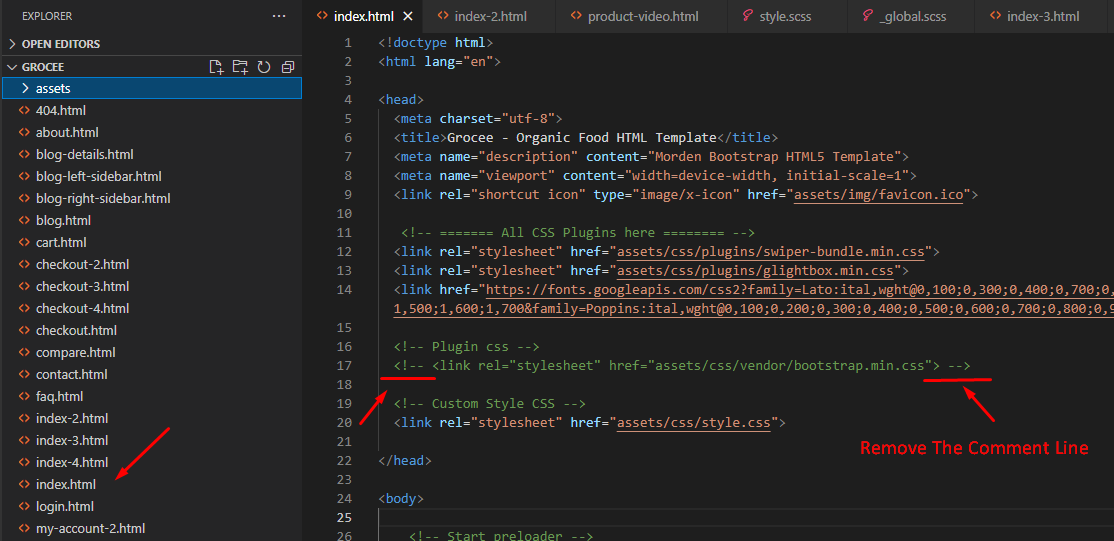 EXPLORER
OPEN EDITORS
GROCEE
assets
404.html
about.html
blog-details.html
blog-left-sidebar.html
blog-right-sidebar.html
blog.html
cart.html
checkout-2.html
checkout-3.html
checkout-4.html
checkout.html
compare.html
contact.html
faq.html
index-2.html
index-3.html
index-4.html
index.html
login.html
my-account-2.html
index.html index-2.html product-video.html style.scss _global.scss index-3.html
1 <!doctype html>
2 <html lang="en">
3
4 <head>
5 <meta charset="utf-8">
6 <title>Grocee - Organic Food HTML Template</title>
7 <meta name="description" content="Morden Bootstrap HTML5 Template">
8 <meta name="viewport" content="width=device-width, initial-scale=1">
9 <link rel="shortcut icon" type="image/x-icon" href="assets/img/favicon.ico">
10
11 <!-- ======= All CSS Plugins here ======== -->
12 <link rel="stylesheet" href="assets/css/plugins/swiper-bundle.min.css">
13 <link rel="stylesheet" href="assets/css/plugins/glightbox.min.css">
14 <link href="https://fonts.googleapis.com/css2?family=Lato:ital,wght@0,100;0,300;0,400;0,700;0,
1,500;1,600;1,700&family=Poppins:ital,wght@0,100;0,200;0,300;0,400;0,500;0,600;0,700;0,800;0,9
15
16 <!-- Plugin css -->
17 <!-- <link rel="stylesheet" href="assets/css/vendor/bootstrap.min.css"> -->
18
19 <!-- Custom Style CSS -->
20 <link rel="stylesheet" href="assets/css/style.css">
21
Remove The Comment Line
22 </head>
23
24 <body>
25
26 <!-- Start preloader -->